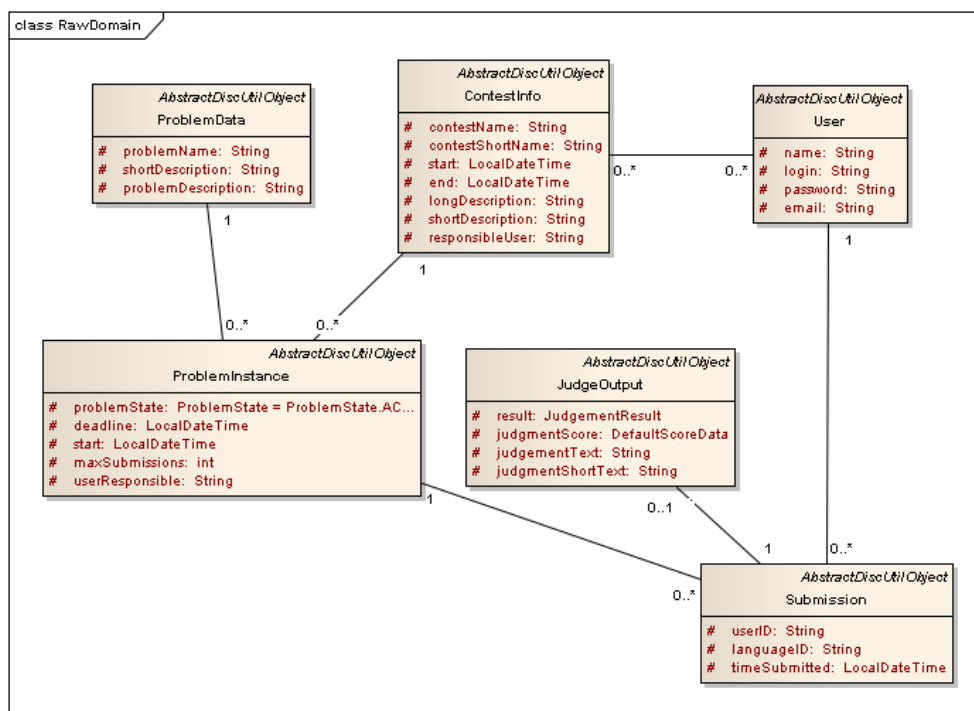 class RawDomain
AbstractDiscUtilObject
ProblemData
# problemName: String
# shortDescription: String
# problemDescription: String
1
AbstractDiscUtilObject
ContestInfo
# contestName: String
# contestShortName: String
# start: LocalDateTime
# end: LocalDateTime
# longDescription: String
# shortDescription: String
# responsibleUser: String
1
0..*
0..*
AbstractDiscUtilObject
User
# name: String
# login: String
# password: String
# email: String
1
0..*
0..*
AbstractDiscUtilObject
ProblemInstance
# problemState: ProblemState = ProblemState.AC...
# deadline: LocalDateTime
# start: LocalDateTime
# maxSubmissions: int
# userResponsible: String
1
AbstractDiscUtilObject
JudgeOutput
# result: JudgementResult
# judgmentScore: DefaultScoreData
# judgementText: String
# judgmentShortText: String
0..1
1
0..*
0..*
AbstractDiscUtilObject
Submission
# userID: String
# languageID: String
# timeSubmitted: LocalDateTime